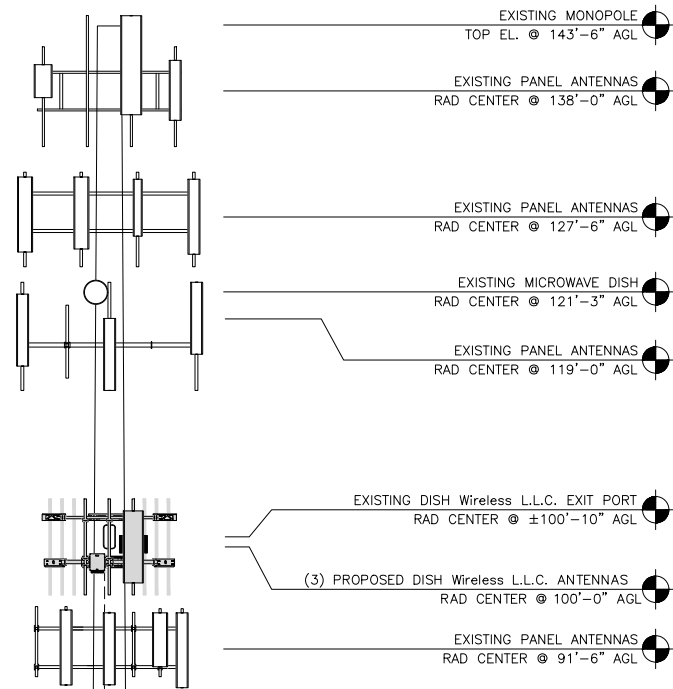 EXISTING MONOPOLE
TOP EL. @ 143'-6" AGL
EXISTING PANEL ANTENNAS
RAD CENTER @ 138'-0" AGL
EXISTING PANEL ANTENNAS
RAD CENTER @ 127'-6" AGL
EXISTING MICROWAVE DISH
RAD CENTER @ 121'-3" AGL
EXISTING PANEL ANTENNAS
RAD CENTER @ 119'-0" AGL
EXISTING DISH Wireless L.L.C. EXIT PORT
RAD CENTER @ ±100'-10" AGL
(3) PROPOSED DISH Wireless L.L.C. ANTENNAS
RAD CENTER @ 100'-0" AGL
EXISTING PANEL ANTENNAS
RAD CENTER @ 91'-6" AGL